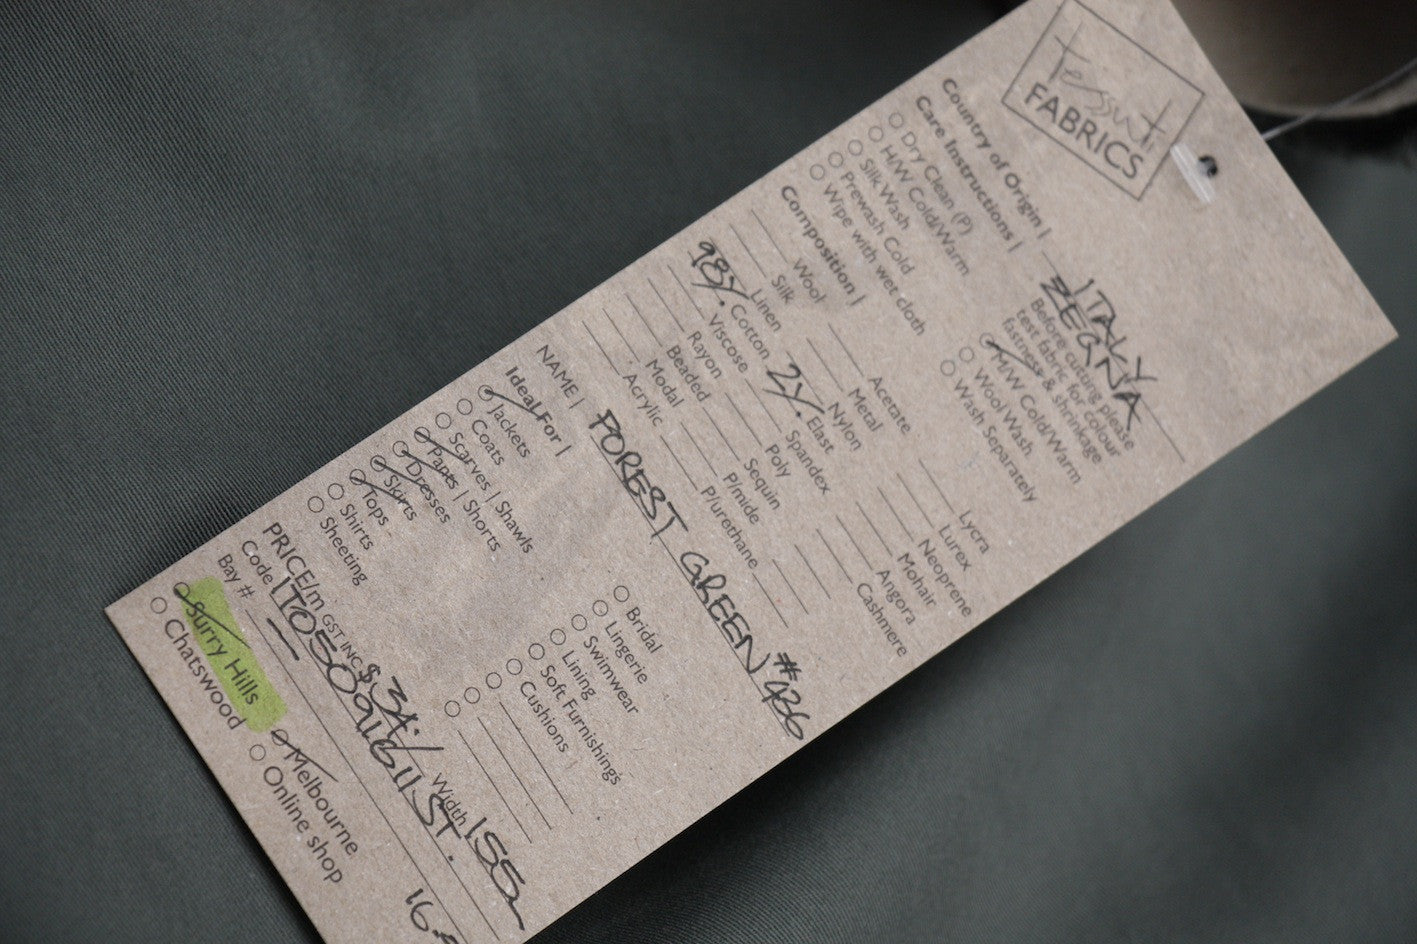 Tessuti
FABRICS
Country of Origin | ITALY
ZEGNA
Care Instructions | Before cutting please
test fabric for colour
fastness & shrinkage
Dry Clean (P) M/W Cold/Warm
H/W Cold/Warm Wool Wash
Silk Wash Wash Separately
Prewash Cold
Wipe with wet cloth
Composition |
Wool Acetate Lycra
Silk Metal Lurex
Linen Nylon Neoprene
98% Cotton 2% Elast Mohair
Viscose Spandex Angora
Rayon Poly Cashmere
Beaded Sequin
Modal P/mide
Acrylic P/urethane
NAME | FOREST GREEN #436
Ideal For |
Jackets Bridal
Coats Lingerie
Scarves | Shawls Swimwear
Pants | Shorts Lining
Dresses Soft Furnishings
Skirts Cushions
Tops
Shirts
Sheeting
PRICE/m GST INC $34.- Width 155
Code
Bay #
Surry Hills Melbourne
Chatswood Online shop